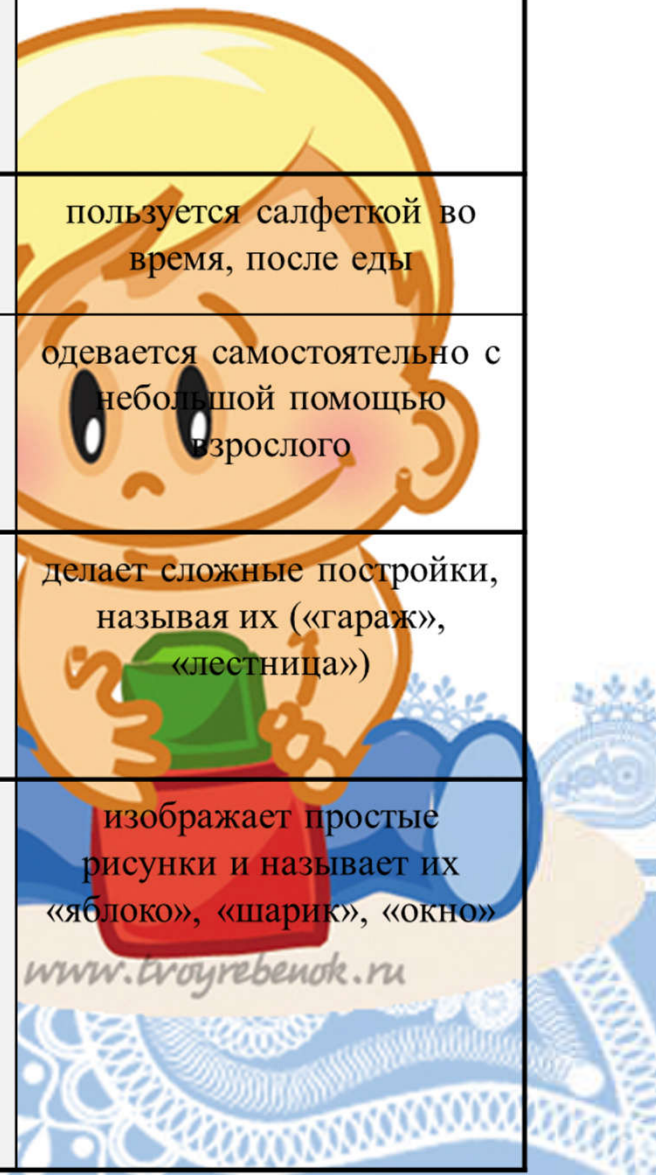 пользуется салфеткой во
время, после еды
одевается самостоятельно с
небольшой помощью
взрослого
делает сложные постройки,
называя их («гараж»,
«лестница»)
изображает простые
рисунки и называет их
«яблоко», «шарик», «окно»
www.tvoyrebenok.ru